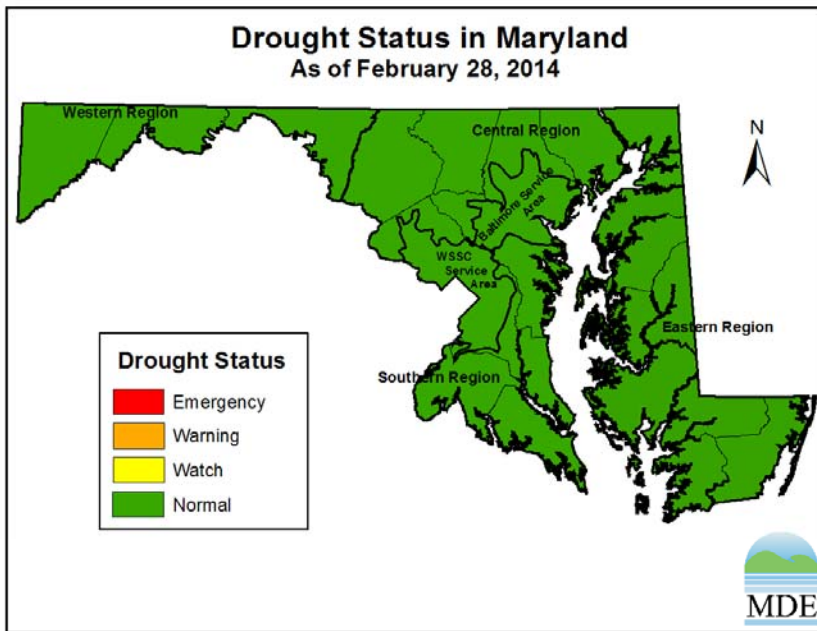 Drought Status in Maryland
As of February 28, 2014
Western Region
Central Region
N
Baltimore Service
Area
WSSC
Service
Area
Eastern Region
Southern Region
Drought Status
Emergency
Warning
Watch
Normal
MDE